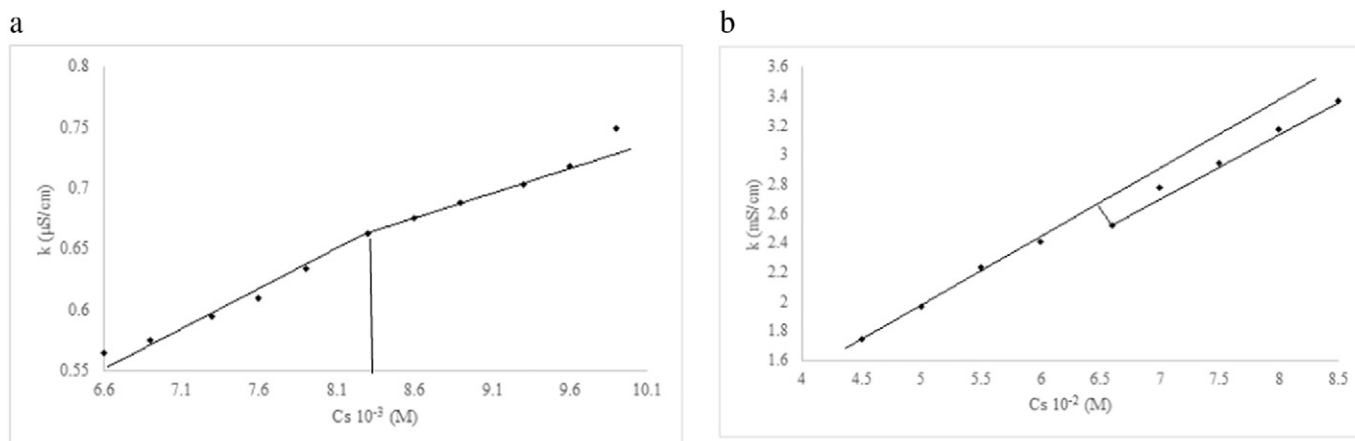 a
b
0.8
0.75
0.7
0.65
0.6
0.55
k (µS/cm)
6.6 7.1 7.6 8.1 8.6 9.1 9.6 10.1
Cs 10⁻³ (M)
3.6
3.4
3.2
3
2.8
2.6
2.4
2.2
2
1.8
1.6
k (mS/cm)
4 4.5 5 5.5 6 6.5 7 7.5 8 8.5
Cs 10⁻² (M)